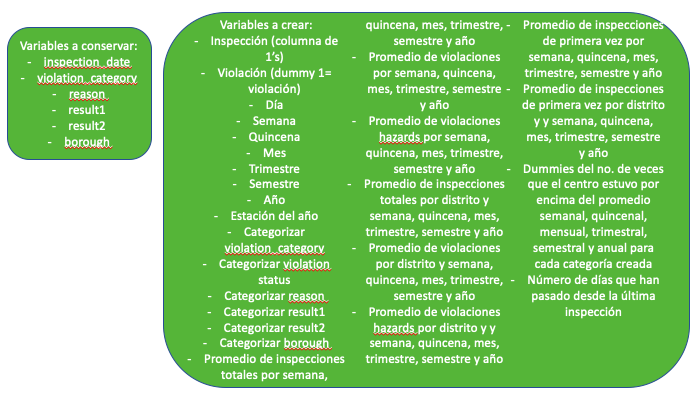 Variables a conservar:
- inspection_date
- violation_category
- reason
- result1
- result2
- borough
Variables a crear:
- Inspección (columna de
1's)
- Violación (dummy 1=
violación)
- Día
- Semana
- Quincena
- Mes
- Trimestre
- Semestre
- Año
- Estación del año
- Categorizar
violation_category
- Categorizar violation
status
- Categorizar reason
- Categorizar result1
- Categorizar result2
- Categorizar borough
- Promedio de inspecciones
totales por semana,
quincena, mes, trimestre,
semestre y año
- Promedio de violaciones
por semana, quincena,
mes, trimestre, semestre
y año
- Promedio de violaciones
hazards por semana,
quincena, mes, trimestre,
semestre y año
- Promedio de inspecciones
totales por distrito y
semana, quincena, mes,
trimestre, semestre y año
- Promedio de violaciones
por distrito y semana,
quincena, mes, trimestre,
semestre y año
- Promedio de violaciones
hazards por distrito y y
semana, quincena, mes,
trimestre, semestre y año
- Promedio de inspecciones
de primera vez por
semana, quincena, mes,
trimestre, semestre y año
- Promedio de inspecciones
de primera vez por distrito
y y semana, quincena,
mes, trimestre, semestre
y año
- Dummies del no. de veces
que el centro estuvo por
encima del promedio
semanal, quincenal,
mensual, trimestral,
semestral y anual para
cada categoría creada
- Número de días que han
pasado desde la última
inspección